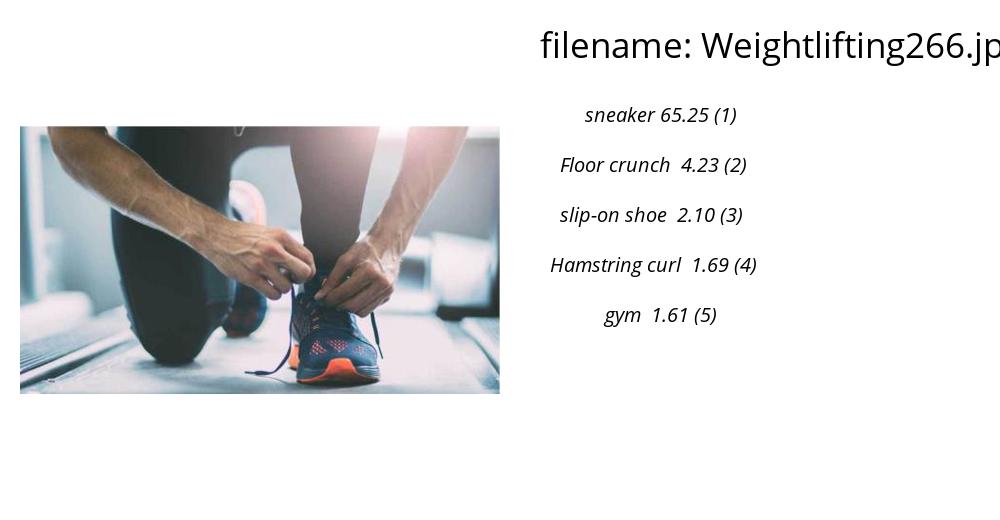 filename: Weightlifting266.jp
sneaker 65.25 (1)
Floor crunch 4.23 (2)
slip-on shoe 2.10 (3)
Hamstring curl 1.69 (4)
gym 1.61 (5)